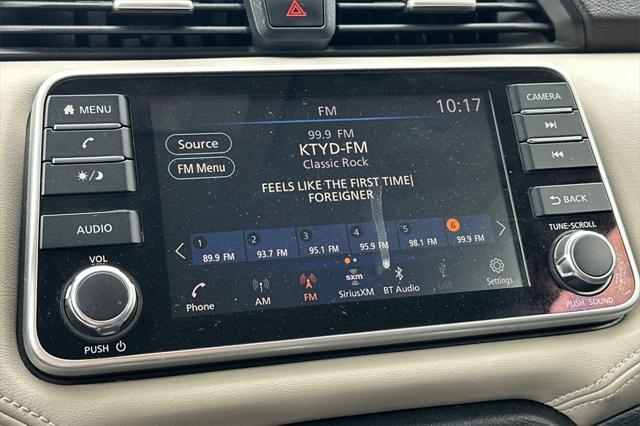 MENU
AUDIO
VOL
PUSH
FM
10:17
Source
FM Menu
99.9 FM
KTYD-FM
Classic Rock
FEELS LIKE THE FIRST TIME|
FOREIGNER
1 2 3 4 5 6
89.9 FM 93.7 FM 95.1 FM 95.9 FM 98.1 FM 99.9 FM
sxm
Phone AM FM SiriusXM BT Audio USB Settings
CAMERA
BACK
TUNE-SCROLL
PUSH SOUND